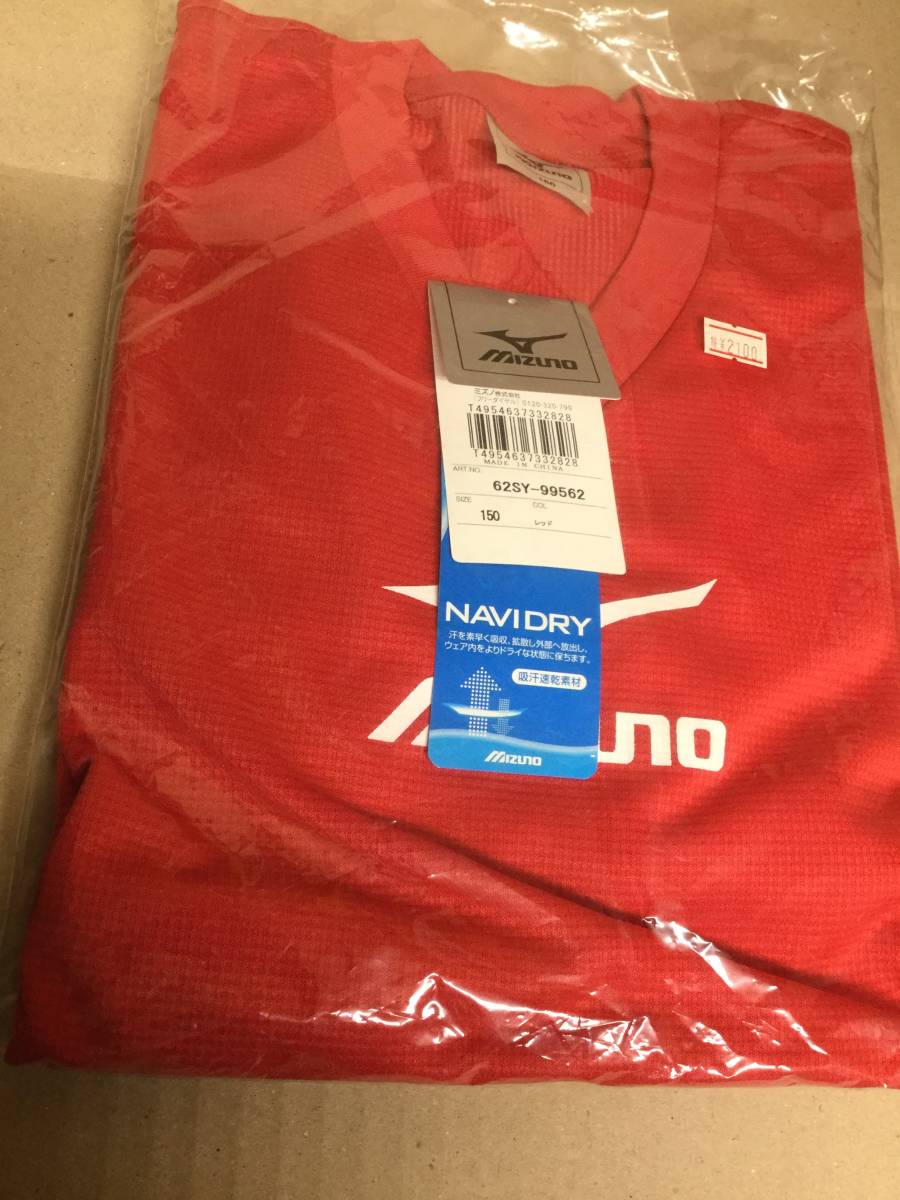 MIZUNO
150
MIZUNO
特¥2100
ミズノ株式会社
(フリーダイヤル) 0120-320-799
T4954637332828
T4954637332828
MADE IN CHINA
ART.NO.
62SY-99562
SIZE
COL
150
レッド
NAVIDRY
汗を素早く吸収、拡散し外部へ放出し、
ウェア内をよりドライな状態に保ちます。
吸汗速乾素材
MIZUNO
MIZUNO